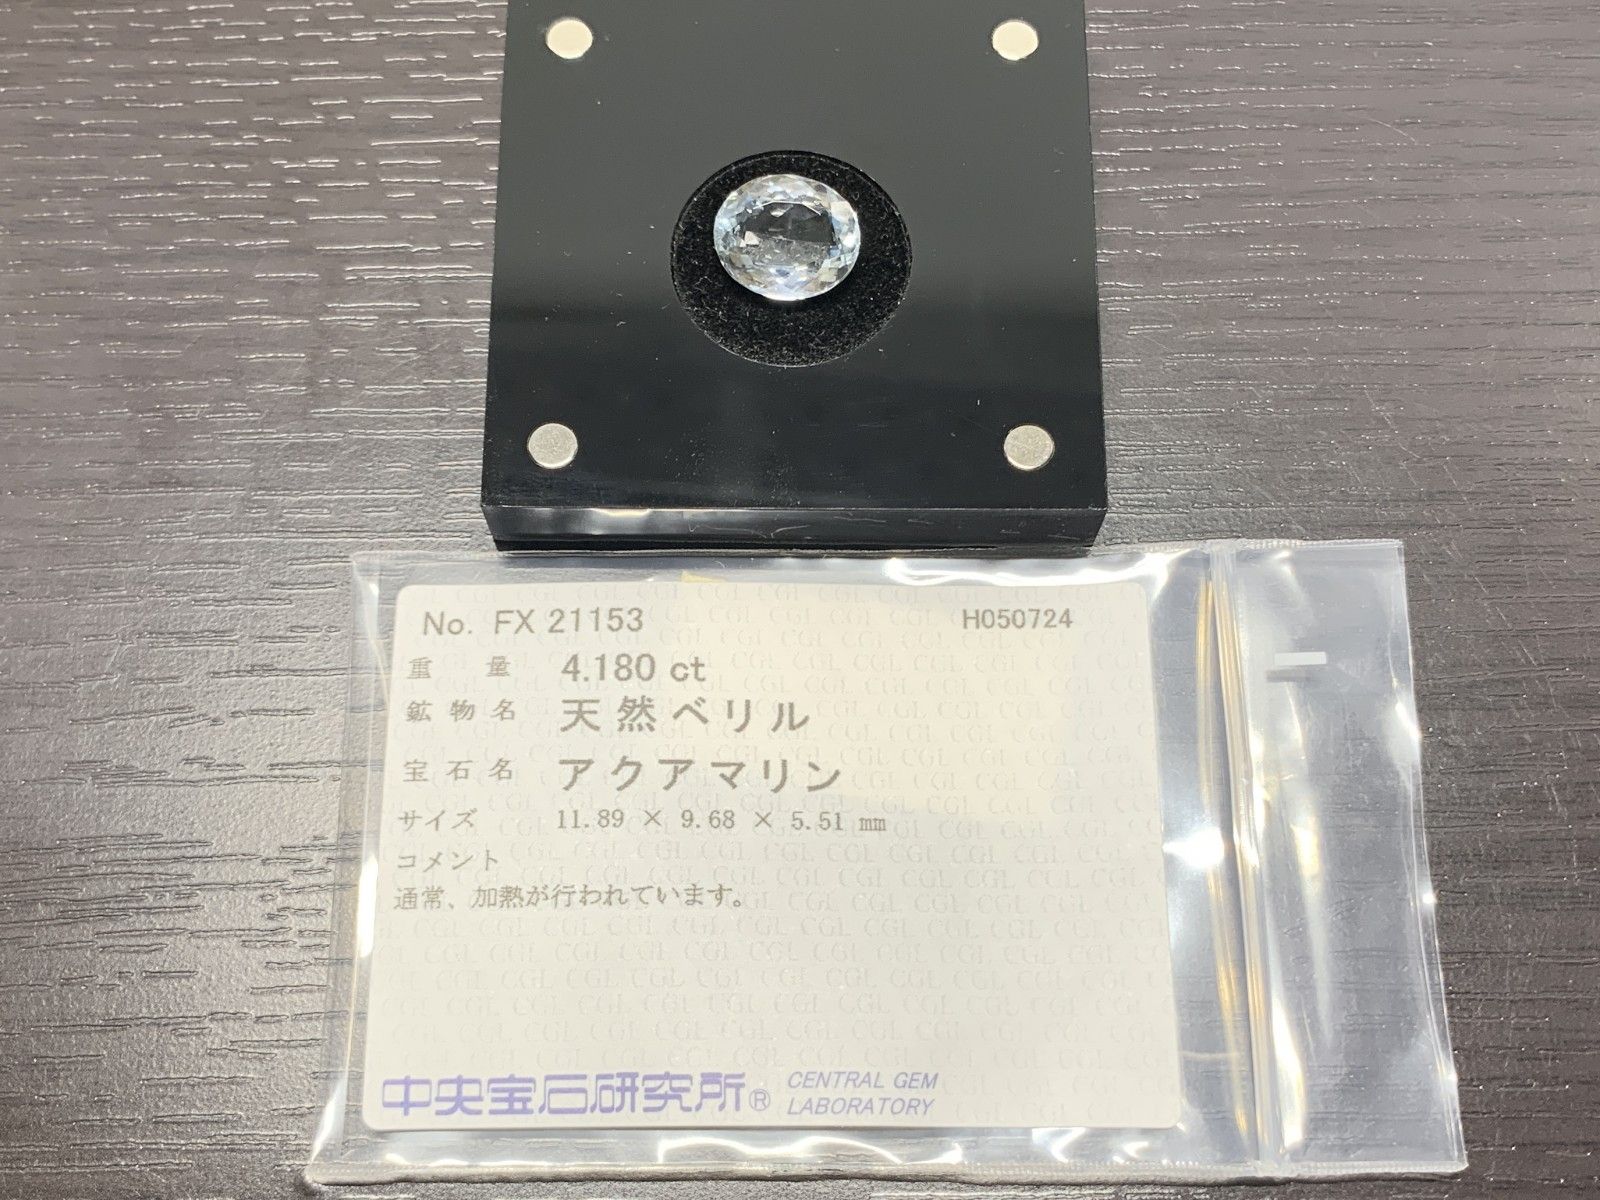 No. FX 21153 H050724
重量 4.180 ct
鉱物名 天然ベリル
宝石名 アクアマリン
サイズ 11.89 × 9.68 × 5.51 mm
コメント
通常、加熱が行われています。
中央宝石研究所® CENTRAL GEM
LABORATORY